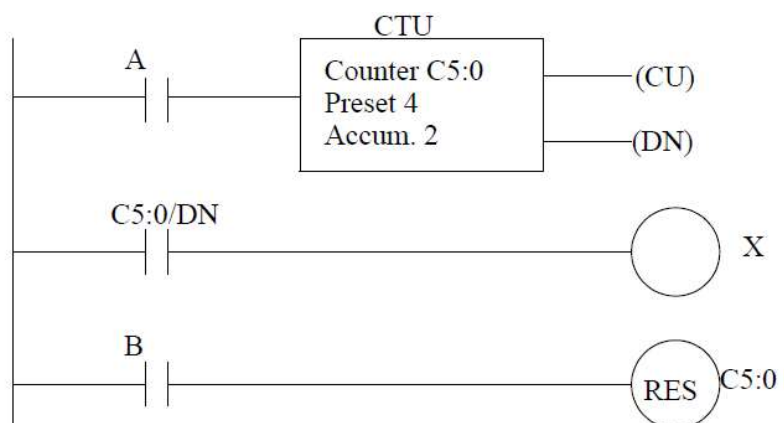 CTU
A
Counter C5:0
Preset 4
Accum. 2
(CU)
(DN)
C5:0/DN
X
B
RES
C5:0